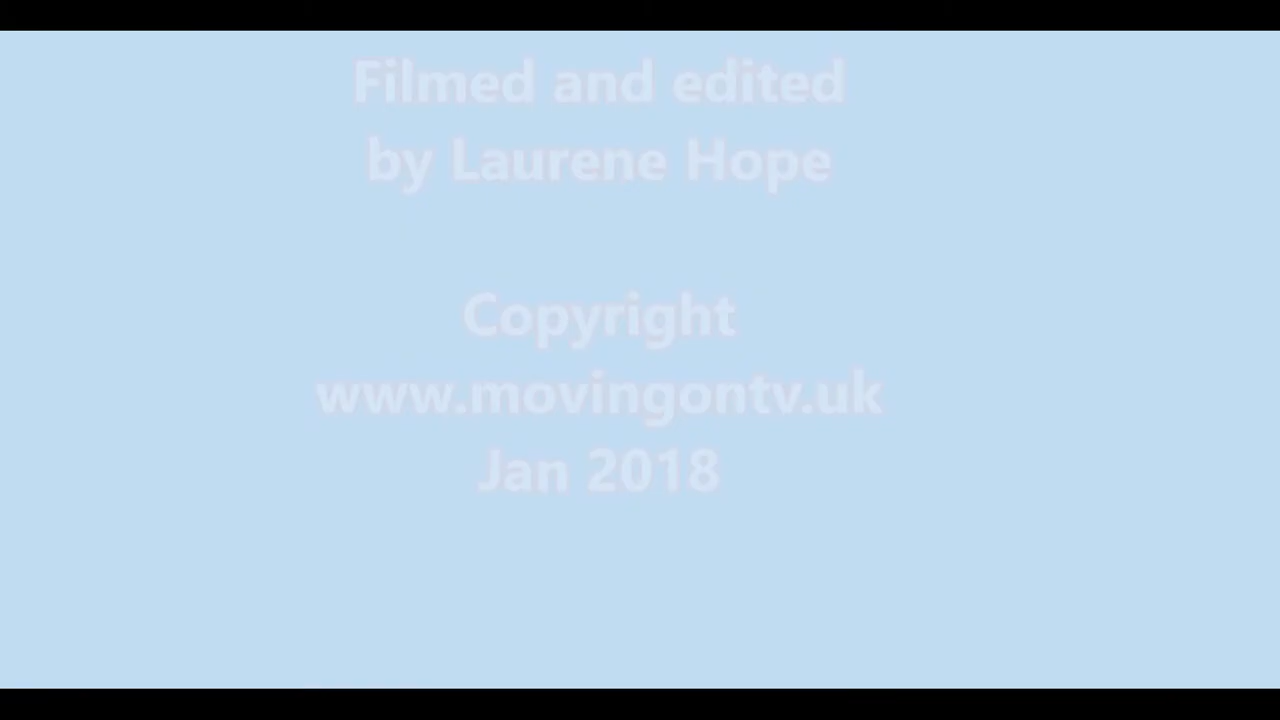 Filmed and edited
by Laurene Hope
Copyright
www.movingontv.uk
Jan 2018